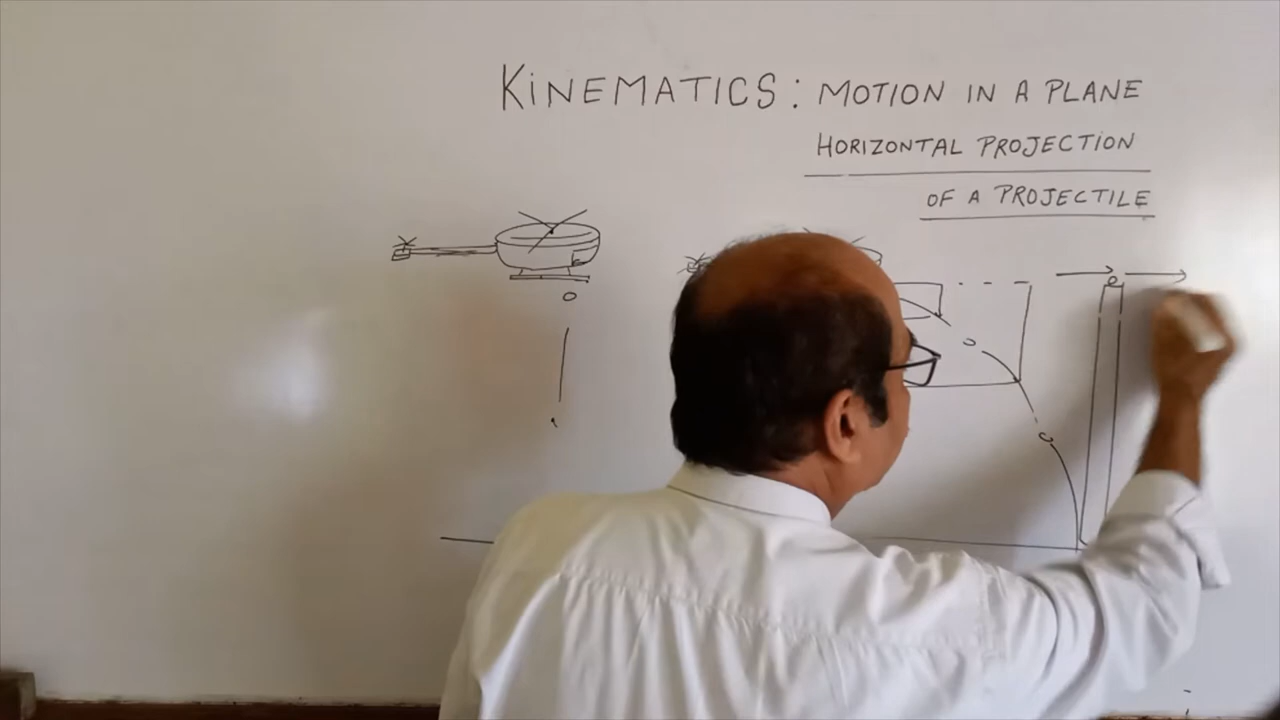 KiNEMATICS: MOTION IN A PLANE
HORIZONTAL PROJECTION
OF A PROJECTILE